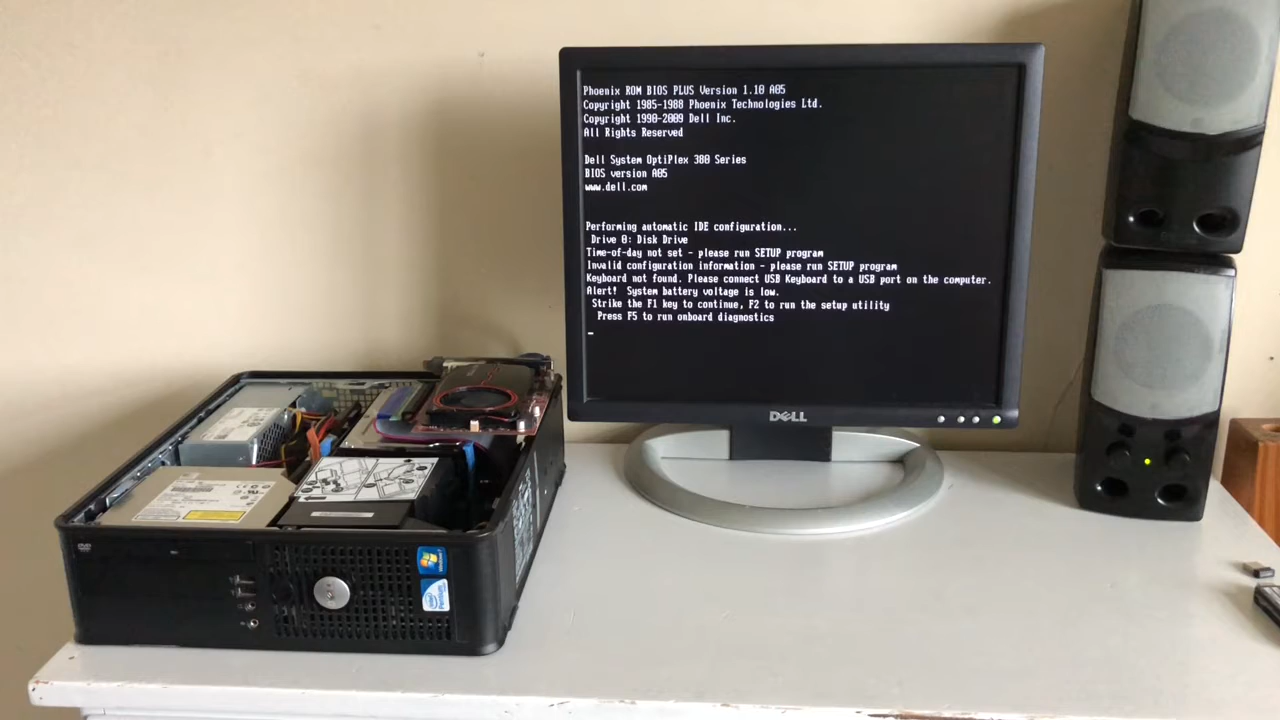 Phoenix ROM BIOS PLUS Version 1.10 A05
Copyright 1985-1988 Phoenix Technologies Ltd.
Copyright 1990-2009 Dell Inc.
All Rights Reserved
Dell System OptiPlex 380 Series
BIOS version A05
www.dell.com
Performing automatic IDE configuration...
Drive 0: Disk Drive
Time-of-day not set - please run SETUP program
Invalid configuration information - please run SETUP program
Keyboard not found. Please connect USB Keyboard to a USB port on the computer.
Alert! System battery voltage is low.
Strike the F1 key to continue, F2 to run the setup utility
Press F5 to run onboard diagnostics
DELL
DVD
Windows 7
intel
Pentium